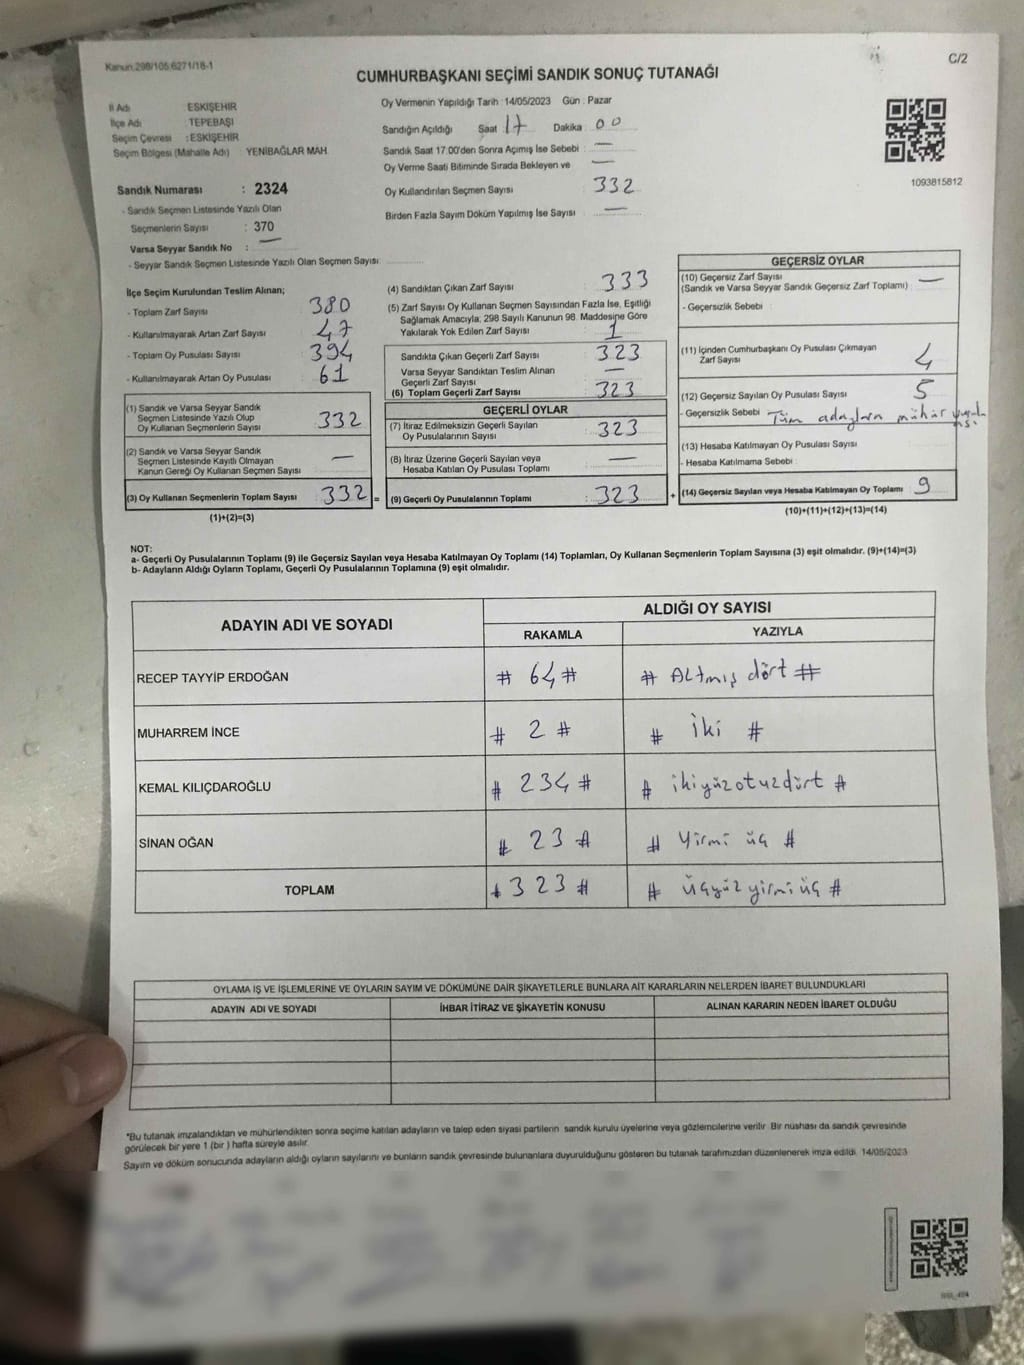 Kanun.298/105.6271/18-1
C/2
CUMHURBAŞKANI SEÇİMİ SANDIK SONUÇ TUTANAĞI
İl Adı ESKİŞEHİR
İlçe Adı : TEPEBAŞI
Seçim Çevresi : ESKİŞEHİR
Seçim Bölgesi (Mahalle Adı) : YENİBAĞLAR MAH.
Oy Vermenin Yapıldığı Tarih : 14/05/2023 Gün : Pazar
Sandığın Açıldığı Saat 17 Dakika 00
Sandık Saat 17:00'den Sonra Açımış İse Sebebi : —
Oy Verme Saati Bitiminde Sırada Bekleyen ve —
Oy Kullandırılan Seçmen Sayısı 332
Birden Fazla Sayım Döküm Yapılmış İse Sayısı —
1093815812
Sandık Numarası : 2324
- Sandık Seçmen Listesinde Yazılı Olan
Seçmenlerin Sayısı : 370
Varsa Seyyar Sandık No : —
- Seyyar Sandık Seçmen Listesinde Yazılı Olan Seçmen Sayısı
İlçe Seçim Kurulundan Teslim Alınan;
- Toplam Zarf Sayısı 380
- Kullanılmayarak Artan Zarf Sayısı 47
- Toplam Oy Pusulası Sayısı 394
- Kullanılmayarak Artan Oy Pusulası 61
(1) Sandık ve Varsa Seyyar Sandık
Seçmen Listesinde Yazılı Olup
Oy Kullanan Seçmenlerin Sayısı 332
(2) Sandık ve Varsa Seyyar Sandık
Seçmen Listesinde Kayıtlı Olmayan
Kanun Gereği Oy Kullanan Seçmen Sayısı —
(3) Oy Kullanan Seçmenlerin Toplam Sayısı : 332 =
(1)+(2)=(3)
(4) Sandıktan Çıkan Zarf Sayısı 333
(5) Zarf Sayısı Oy Kullanan Seçmen Sayısından Fazla İse, Eşitliği
Sağlamak Amacıyla; 298 Sayılı Kanunun 98. Maddesine Göre
Yakılarak Yok Edilen Zarf Sayısı 1
Sandıkta Çıkan Geçerli Zarf Sayısı 323
Varsa Seyyar Sandıktan Teslim Alınan
Geçerli Zarf Sayısı —
(6) Toplam Geçerli Zarf Sayısı 323
GEÇERLİ OYLAR
(7) İtiraz Edilmeksizin Geçerli Sayılan
Oy Pusulalarının Sayısı 323
(8) İtiraz Üzerine Geçerli Sayılan veya
Hesaba Katılan Oy Pusulası Toplamı —
(9) Geçerli Oy Pusulalarının Toplamı : 323 +
GEÇERSİZ OYLAR
(10) Geçersiz Zarf Sayısı
(Sandık ve Varsa Seyyar Sandık Geçersiz Zarf Toplamı) : —
- Geçersizlik Sebebi :
(11) İçinden Cumhurbaşkanı Oy Pusulası Çıkmayan
Zarf Sayısı 4
(12) Geçersiz Sayılan Oy Pusulası Sayısı 5
- Geçersizlik Sebebi Tüm adaylara mühür
(13) Hesaba Katılmayan Oy Pusulası Sayısı
- Hesaba Katılmama Sebebi :
(14) Geçersiz Sayılan veya Hesaba Katılmayan Oy Toplamı 9
(10)+(11)+(12)+(13)=(14)
NOT:
a- Geçerli Oy Pusulalarının Toplamı (9) ile Geçersiz Sayılan veya Hesaba Katılmayan Oy Toplamı (14) Toplamları, Oy Kullanan Seçmenlerin Toplam Sayısına (3) eşit olmalıdır. (9)+(14)=(3)
b- Adayların Aldığı Oyların Toplamı, Geçerli Oy Pusulalarının Toplamına (9) eşit olmalıdır.
ADAYIN ADI VE SOYADI ALDIĞI OY SAYISI
RAKAMLA YAZIYLA
RECEP TAYYİP ERDOĞAN # 64 # # Altmış dört #
MUHARREM İNCE # 2 # # İki #
KEMAL KILIÇDAROĞLU # 234 # # ikiyüzotuzdört #
SİNAN OĞAN # 23 # # Yirmi üç #
TOPLAM # 323 # # Üçyüz yirmi üç #
OYLAMA İŞ VE İŞLEMLERİNE VE OYLARIN SAYIM VE DÖKÜMÜNE DAİR ŞİKAYETLERLE BUNLARA AİT KARARLARIN NELERDEN İBARET BULUNDUKLARI
ADAYIN ADI VE SOYADI İHBAR İTİRAZ VE ŞİKAYETİN KONUSU ALINAN KARARIN NEDEN İBARET OLDUĞU
*Bu tutanak imzalandıktan ve mühürlendikten sonra seçime katılan adayların ve talep eden siyasi partilerin sandık kurulu üyelerine veya gözlemcilerine verilir. Bir nüshası da sandık çevresinde
görülecek bir yere 1 (bir) hafta süreyle asılır.
Sayım ve döküm sonucunda adayların aldığı oyların sayılarını ve bunların sandık çevresinde bulunanlara duyurulduğunu gösteren bu tutanak tarafımızdan düzenlenerek imza edildi. 14/05/2023